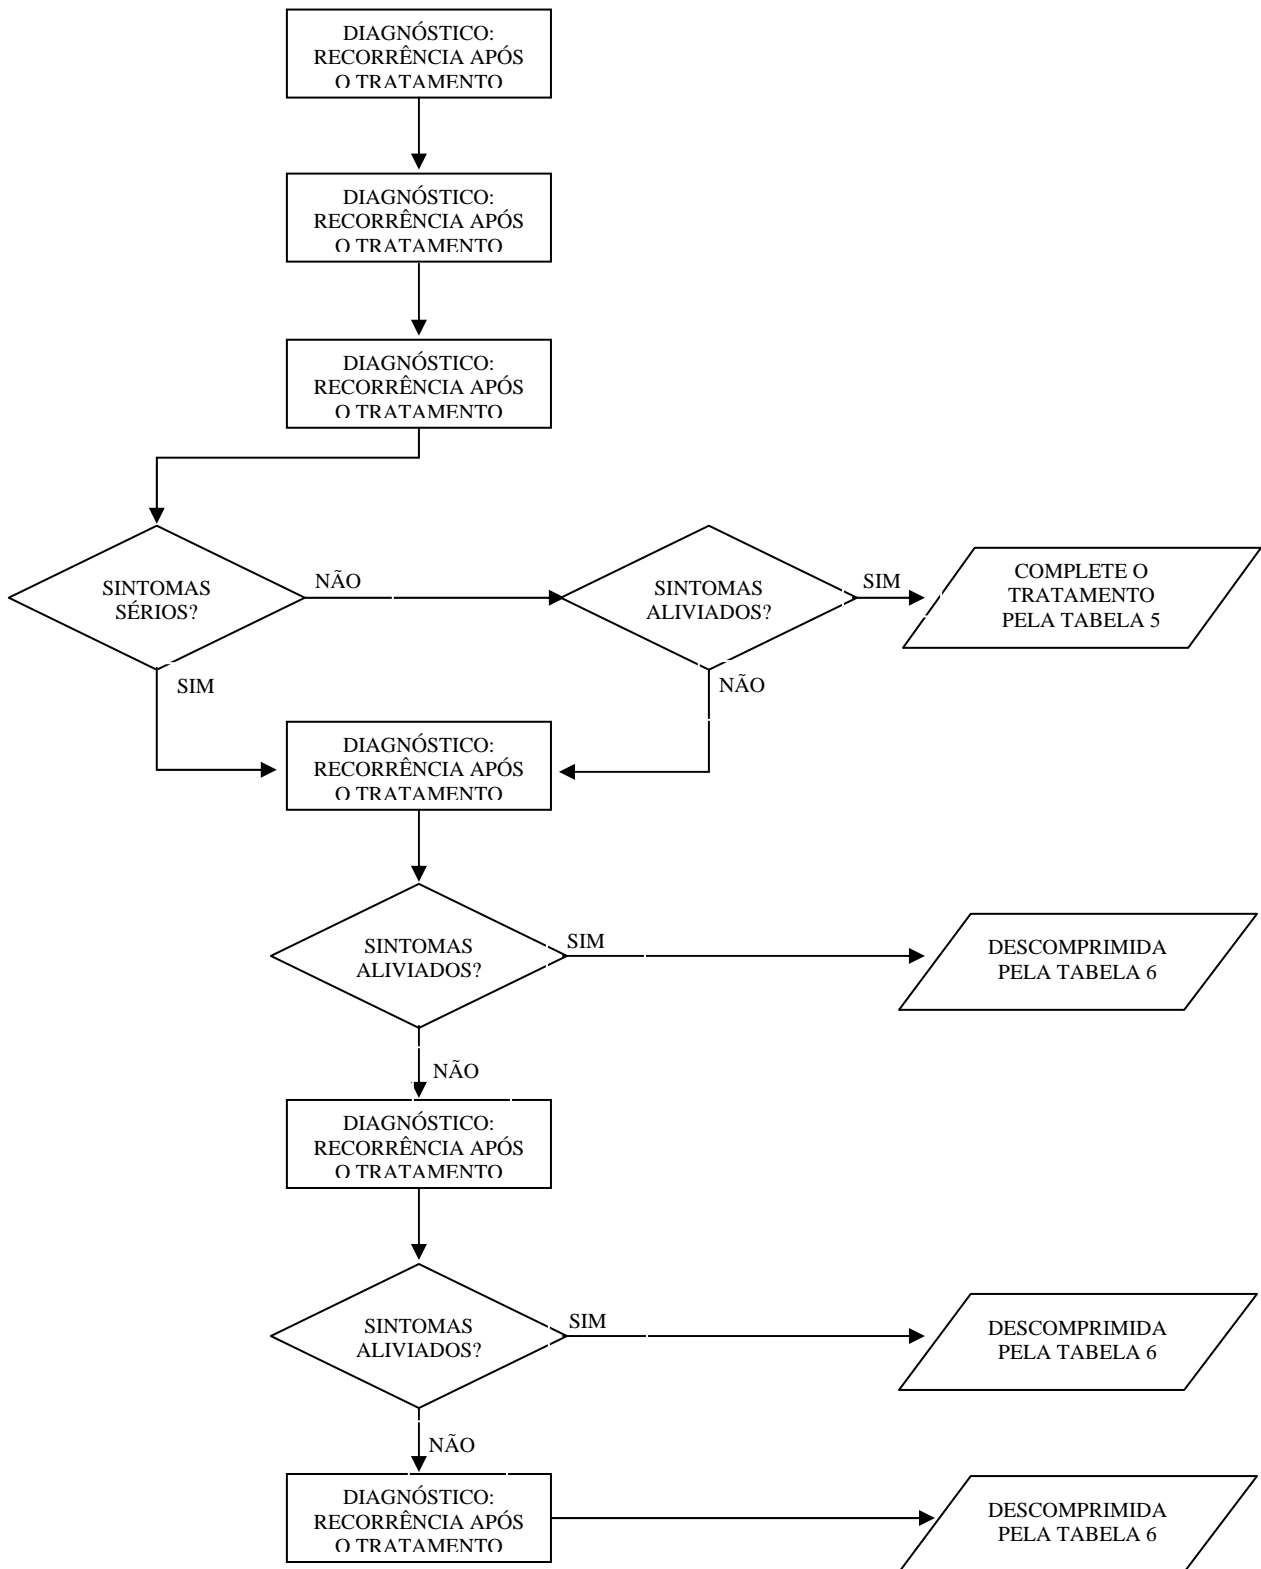 DIAGNÓSTICO:
RECORRÊNCIA APÓS
O TRATAMENTO
DIAGNÓSTICO:
RECORRÊNCIA APÓS
O TRATAMENTO
DIAGNÓSTICO:
RECORRÊNCIA APÓS
O TRATAMENTO
SINTOMAS
SÉRIOS?
NÃO
SINTOMAS
ALIVIADOS?
SIM
COMPLETE O
TRATAMENTO
PELA TABELA 5
SIM
NÃO
DIAGNÓSTICO:
RECORRÊNCIA APÓS
O TRATAMENTO
SINTOMAS
ALIVIADOS?
SIM
DESCOMPRIMIDA
PELA TABELA 6
NÃO
DIAGNÓSTICO:
RECORRÊNCIA APÓS
O TRATAMENTO
SINTOMAS
ALIVIADOS?
SIM
DESCOMPRIMIDA
PELA TABELA 6
NÃO
DIAGNÓSTICO:
RECORRÊNCIA APÓS
O TRATAMENTO
DESCOMPRIMIDA
PELA TABELA 6